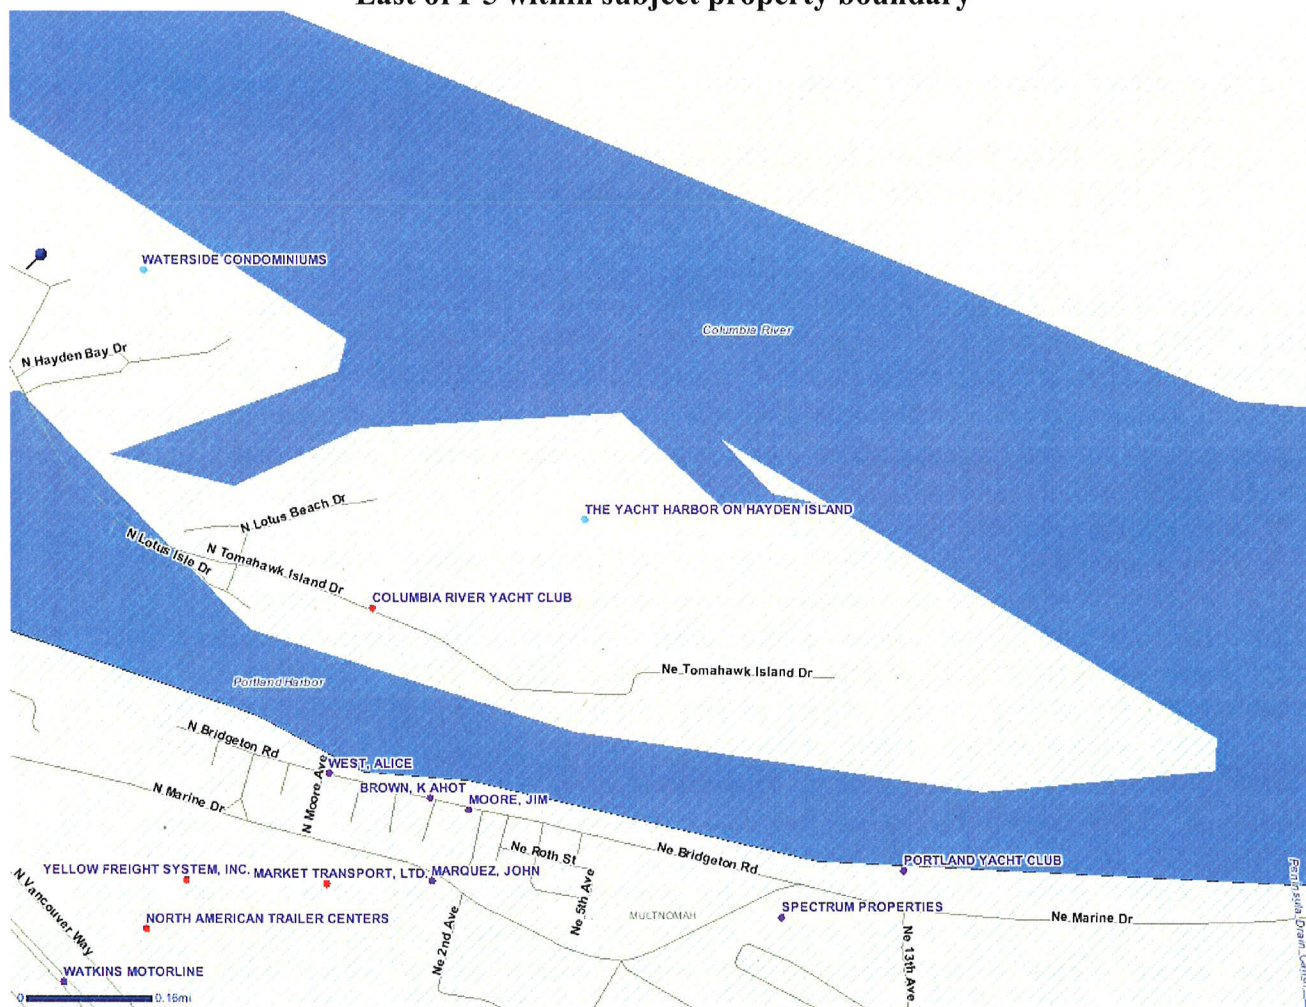 East of I-5 within subject property boundary
WATERSIDE CONDOMINIUMS
Columbia River
N Hayden Bay Dr
N Lotus Beach Dr
THE YACHT HARBOR ON HAYDEN ISLAND
N Lotus Isle Dr
N Tomahawk Island Dr
COLUMBIA RIVER YACHT CLUB
Ne Tomahawk Island Dr
Portland Harbor
N Bridgeton Rd
WEST, ALICE
N Moore Ave
BROWN, K AHOT
MOORE, JIM
N Marine Dr
Ne Roth St
Ne Bridgeton Rd
PORTLAND YACHT CLUB
YELLOW FREIGHT SYSTEM, INC.
MARKET TRANSPORT, LTD.
MARQUEZ, JOHN
N Vancouver Way
NORTH AMERICAN TRAILER CENTERS
Ne 2nd Ave
Ne 5th Ave
MULTNOMAH
SPECTRUM PROPERTIES
Ne Marine Dr
Ne 13th Ave
Peninsula Drain
WATKINS MOTORLINE
0 0.16mi